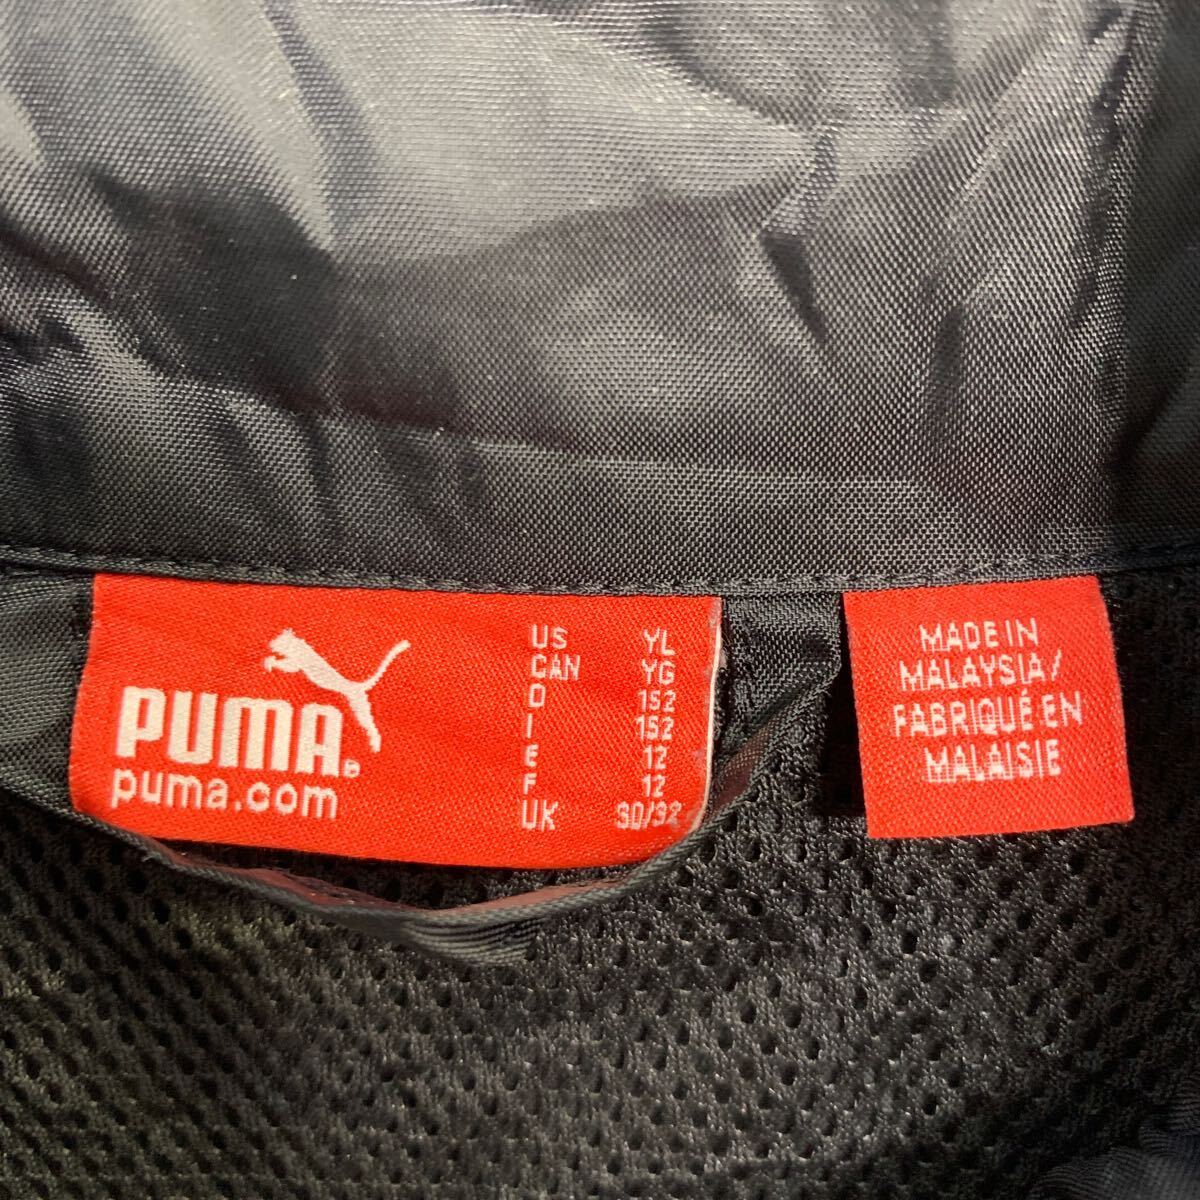 PUMA
puma.com
US YL
CAN YG
D 152
I 152
E 12
F 12
UK 30/32
MADE IN
MALAYSIA/
FABRIQUÉ EN
MALAISIE